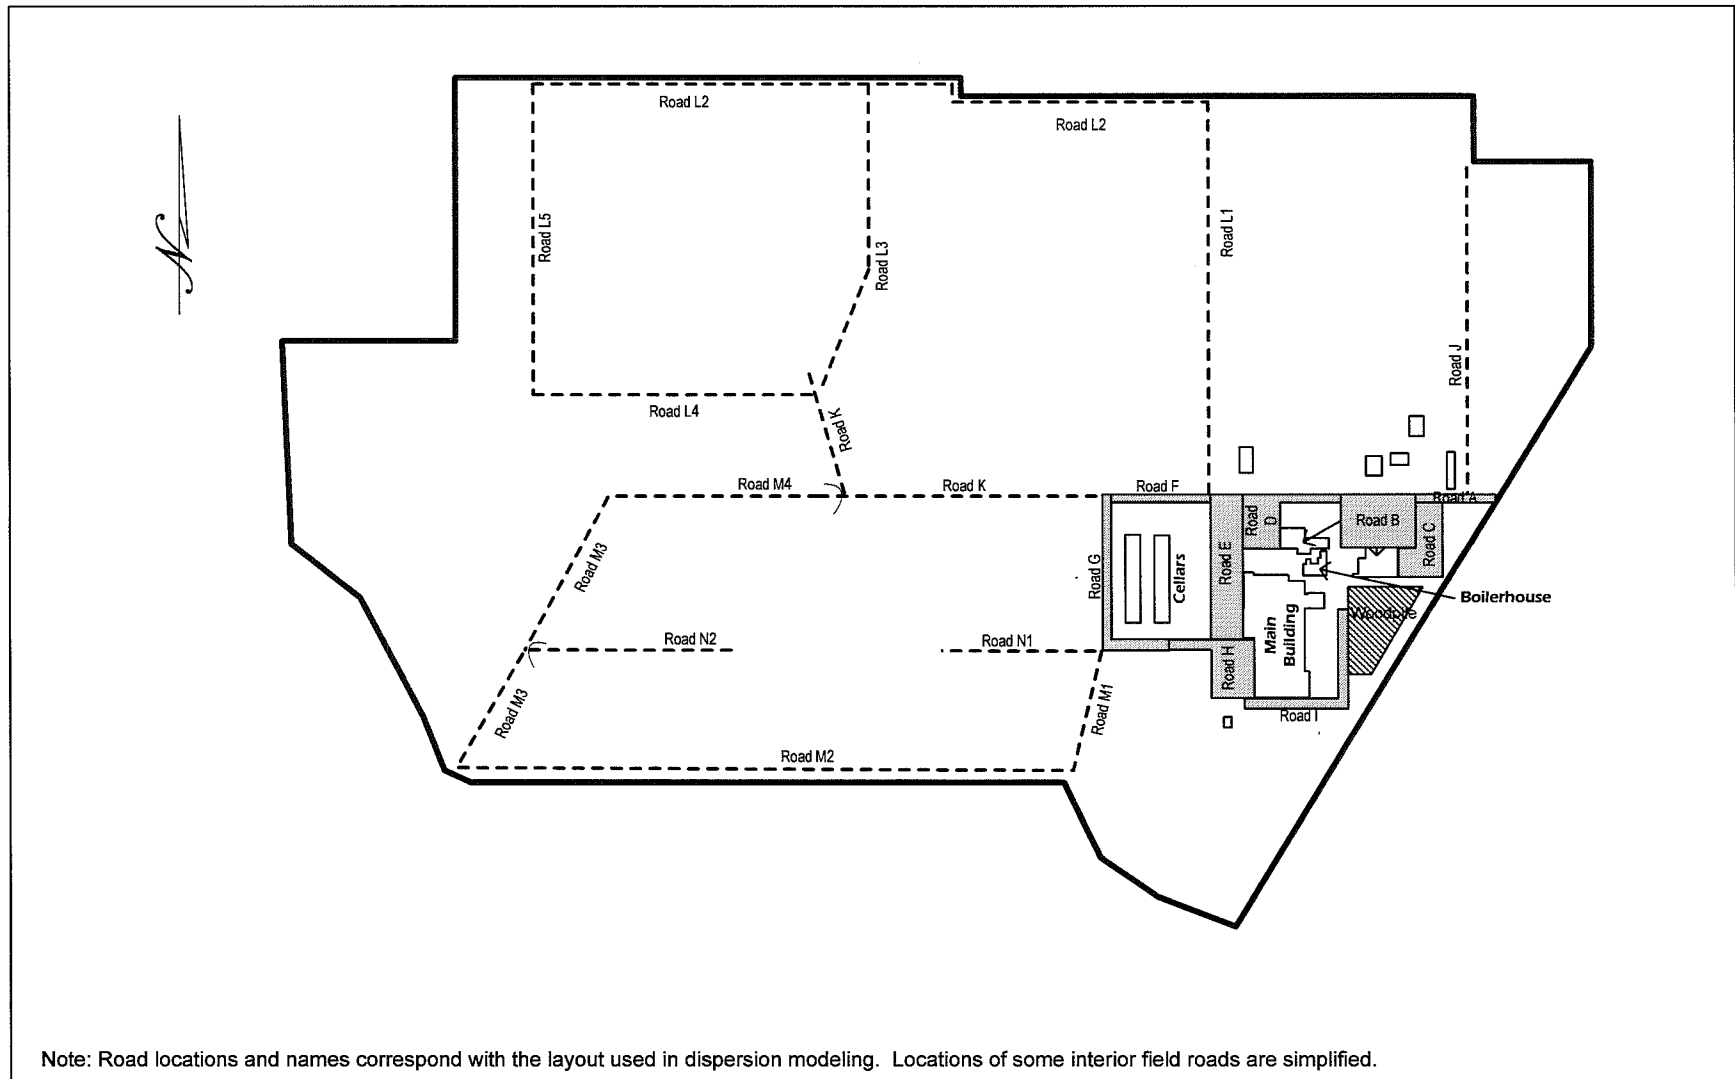 Road L2
Road L2
N
Road L5
Road L3
Road L1
Road J
Road L4
Road K
Road M4
Road K
Road F
Road A
Road
D
Road B
Road C
Road E
Road M3
Road G
Cellars
Boilerhouse
Woodpile
Main
Building
Road N2
Road N1
Road H
Road M3
Road M1
Road I
Road M2
Note: Road locations and names correspond with the layout used in dispersion modeling. Locations of some interior field roads are simplified.